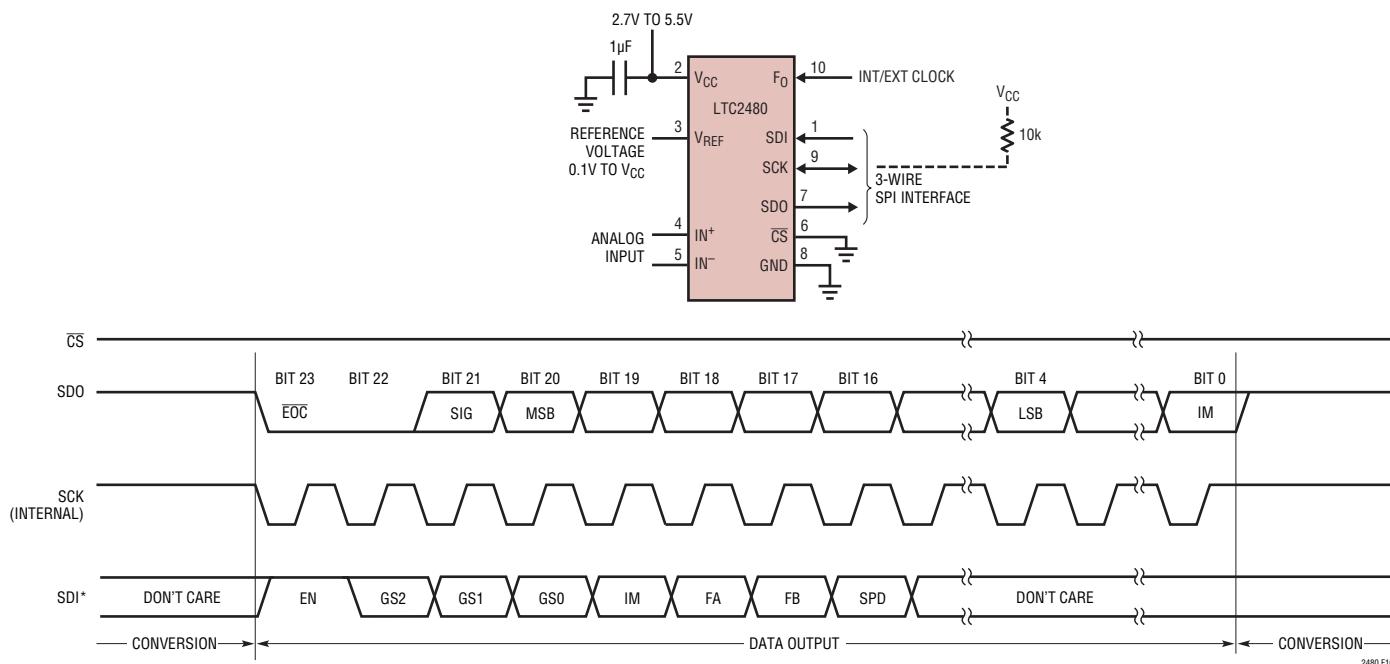 2.7V TO 5.5V
1µF
2
VCC
FO
10
INT/EXT CLOCK
LTC2480
VCC
10k
REFERENCE
VOLTAGE
0.1V TO VCC
3
VREF
SDI
1
SCK
9
3-WIRE
SPI INTERFACE
SDO
7
ANALOG
INPUT
4
IN+
CS
6
5
IN–
GND
8
CS
SDO
BIT 23
BIT 22
BIT 21
BIT 20
BIT 19
BIT 18
BIT 17
BIT 16
BIT 4
BIT 0
EOC
SIG
MSB
LSB
IM
SCK
(INTERNAL)
SDI*
DON'T CARE
EN
GS2
GS1
GS0
IM
FA
FB
SPD
DON'T CARE
CONVERSION
DATA OUTPUT
CONVERSION